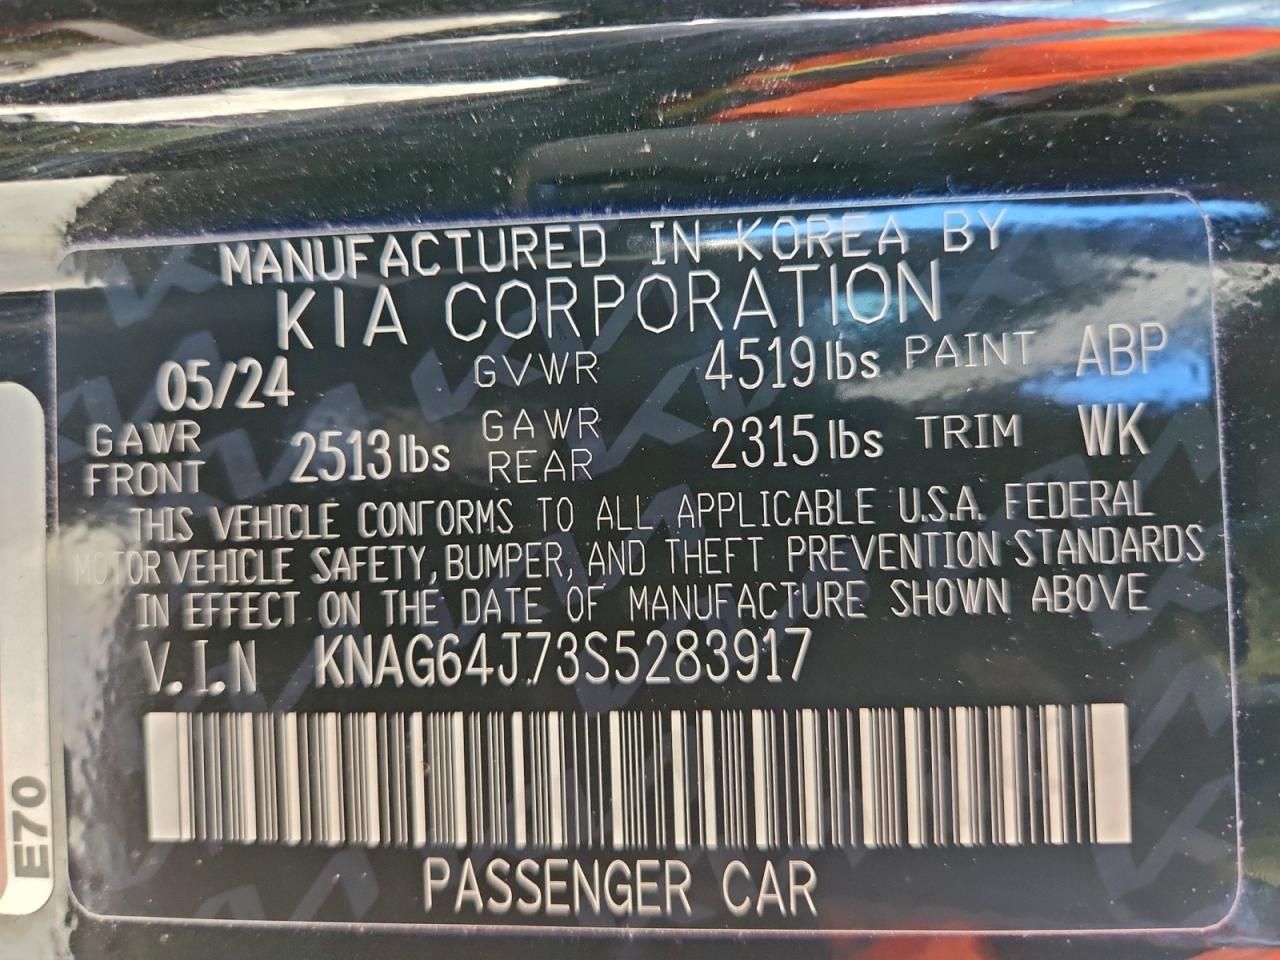 MANUFACTURED IN KOREA BY
KIA CORPORATION
05/24 GVWR 4519 lbs PAINT ABP
GAWR FRONT 2513 lbs GAWR REAR 2315 lbs TRIM WK
THIS VEHICLE CONFORMS TO ALL APPLICABLE U.S.A. FEDERAL
MOTOR VEHICLE SAFETY, BUMPER, AND THEFT PREVENTION STANDARDS
IN EFFECT ON THE DATE OF MANUFACTURE SHOWN ABOVE
V.I.N KNAG64J73S5283917
PASSENGER CAR
E70